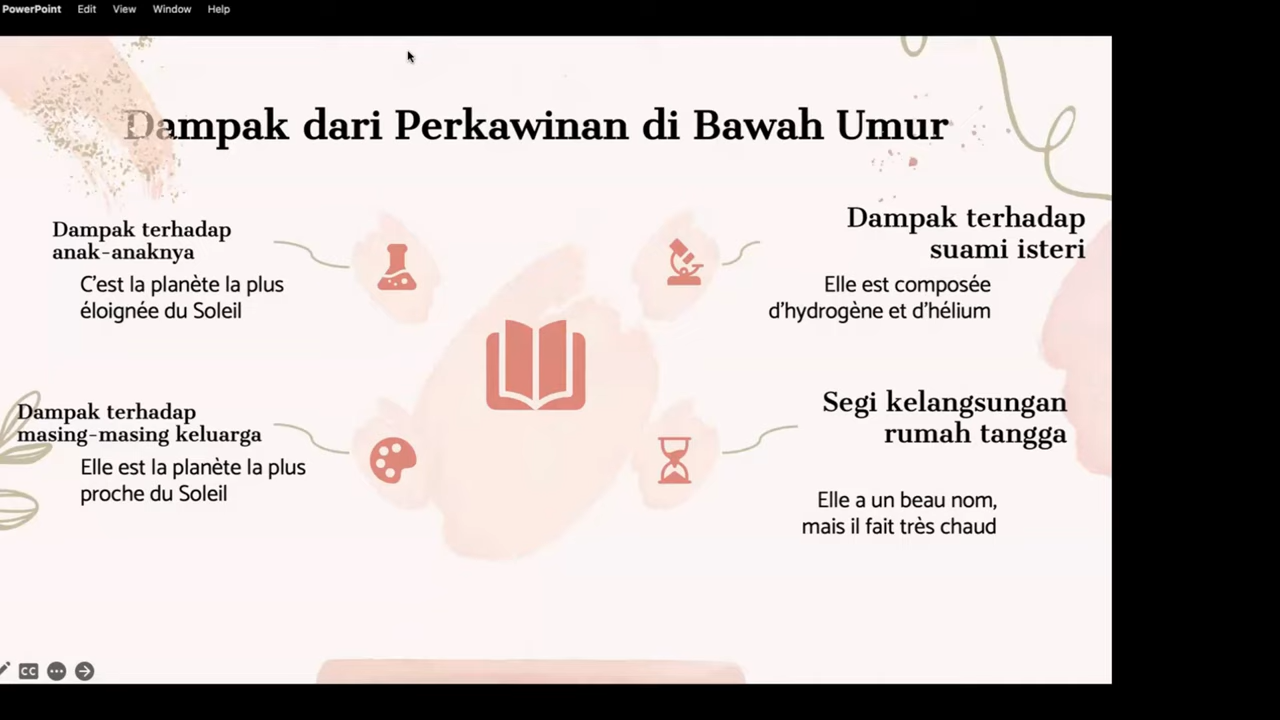 PowerPoint Edit View Window Help
Dampak dari Perkawinan di Bawah Umur
Dampak terhadap
anak-anaknya
C'est la planète la plus
éloignée du Soleil
Dampak terhadap
suami isteri
Elle est composée
d'hydrogène et d'hélium
Dampak terhadap
masing-masing keluarga
Elle est la planète la plus
proche du Soleil
Segi kelangsungan
rumah tangga
Elle a un beau nom,
mais il fait très chaud
CC